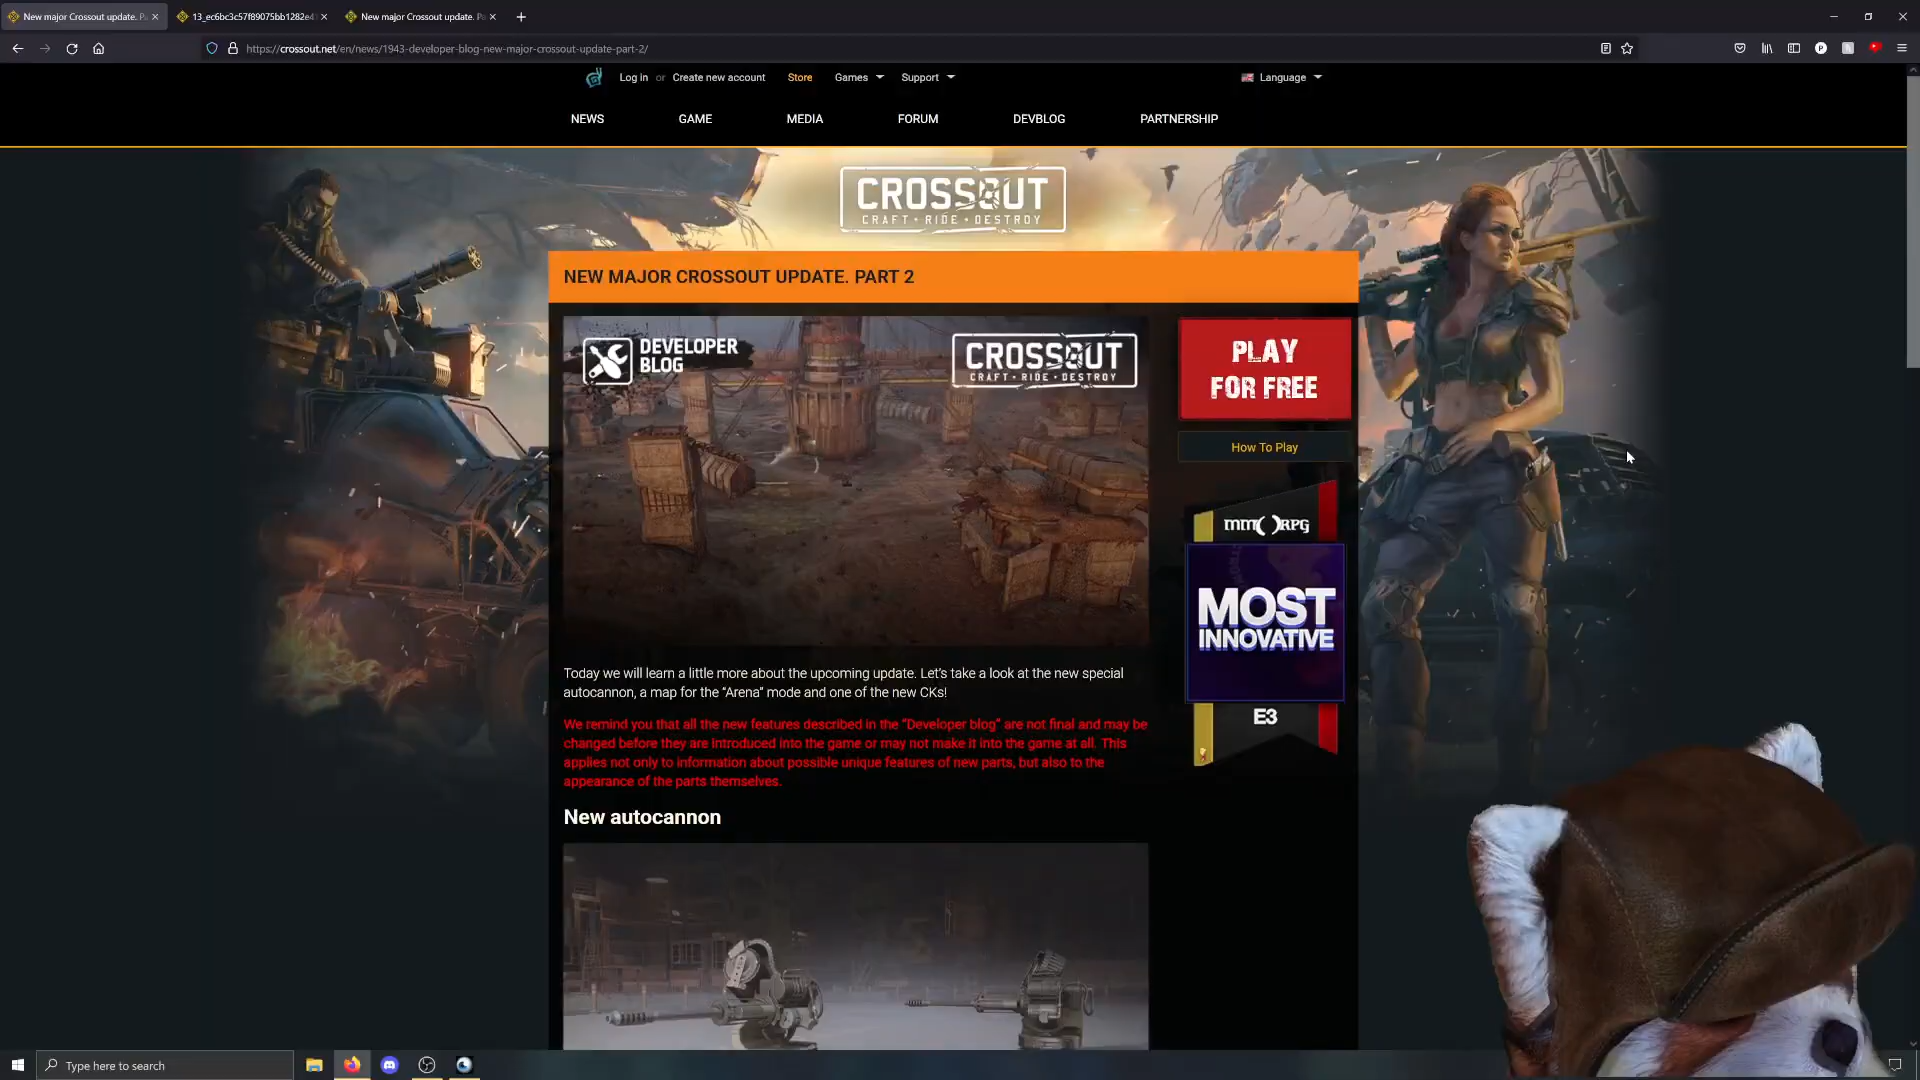 New major Crossout update. Pa
13_ec6bc3c57f89075bb1282e4
New major Crossout update. Pa
https://crossout.net/en/news/1943-developer-blog-new-major-crossout-update-part-2/
Log in or Create new account Store Games Support Language
NEWS GAME MEDIA FORUM DEVBLOG PARTNERSHIP
CROSSOUT
CRAFT • RIDE • DESTROY
NEW MAJOR CROSSOUT UPDATE. PART 2
DEVELOPER
BLOG
CROSSOUT
CRAFT • RIDE • DESTROY
PLAY
FOR FREE
How To Play
MM( )RPG
MOST
INNOVATIVE
E3
Today we will learn a little more about the upcoming update. Let's take a look at the new special
autocannon, a map for the “Arena” mode and one of the new CKs!
We remind you that all the new features described in the “Developer blog” are not final and may be
changed before they are introduced into the game or may not make it into the game at all. This
applies not only to information about possible unique features of new parts, but also to the
appearance of the parts themselves.
New autocannon
Type here to search